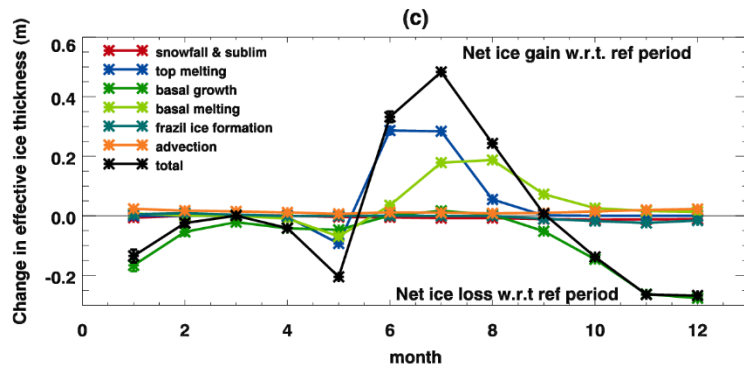 (c)
Change in effective ice thickness (m)
0.6
0.4
0.2
0.0
-0.2
snowfall & sublim
top melting
basal growth
basal melting
frazil ice formation
advection
total
Net ice gain w.r.t. ref period
Net ice loss w.r.t ref period
0 2 4 6 8 10 12
month